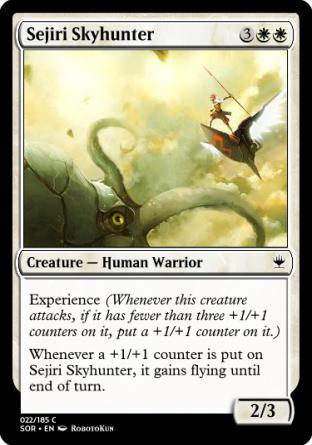 Sejiri Skyhunter 3
Creature — Human Warrior
Experience (Whenever this creature
attacks, if it has fewer than three +1/+1
counters on it, put a +1/+1 counter on it.)
Whenever a +1/+1 counter is put on
Sejiri Skyhunter, it gains flying until
end of turn.
2/3
022/185 C
SOR • EN ROBOTOKUN